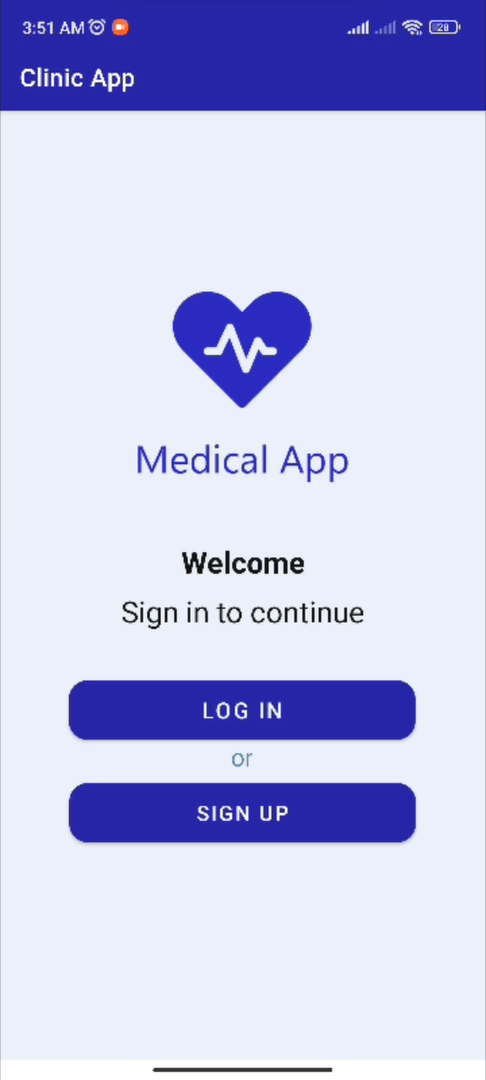 3:51 AM
28
Clinic App
Medical App
Welcome
Sign in to continue
LOG IN
or
SIGN UP